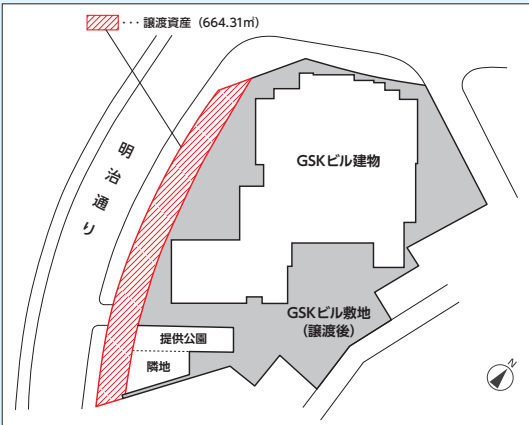 ・・・ 譲渡資産（664.31㎡）
明治通り
GSKビル建物
GSKビル敷地
（譲渡後）
提供公園
隣地
N